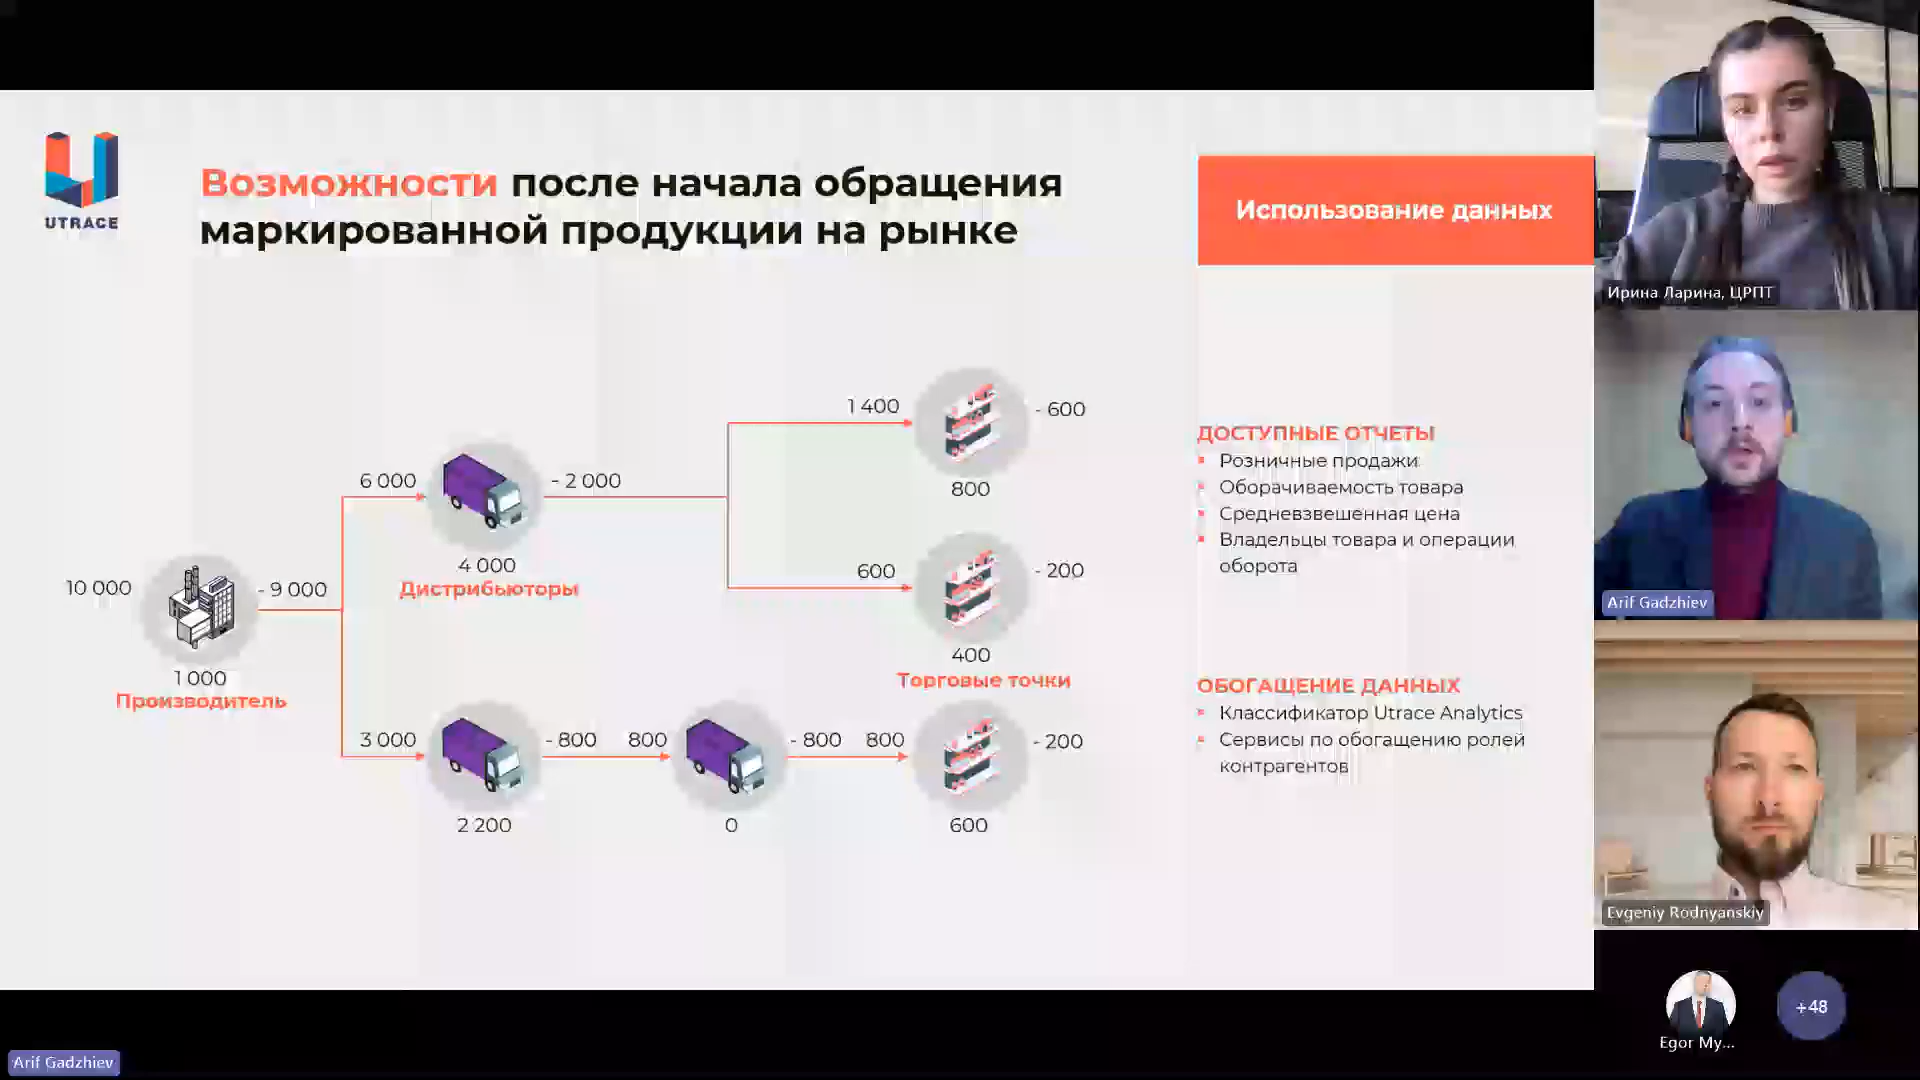 UTRACE
Возможности после начала обращения
маркированной продукции на рынке
Использование данных
10 000
- 9 000
1 000
Производитель
6 000
- 2 000
4 000
Дистрибьюторы
1 400
- 600
800
600
- 200
400
Торговые точки
3 000
- 800
2 200
800
- 800
0
800
- 200
600
ДОСТУПНЫЕ ОТЧЕТЫ
Розничные продажи
Оборачиваемость товара
Средневзвешенная цена
Владельцы товара и операции
оборота
ОБОГАЩЕНИЕ ДАННЫХ
Классификатор Utrace Analytics
Сервисы по обогащению ролей
контрагентов
Ирина Ларина, ЦРПТ
Arif Gadzhiev
Evgeniy Rodnyanskiy
Egor My...
+48
Arif Gadzhiev